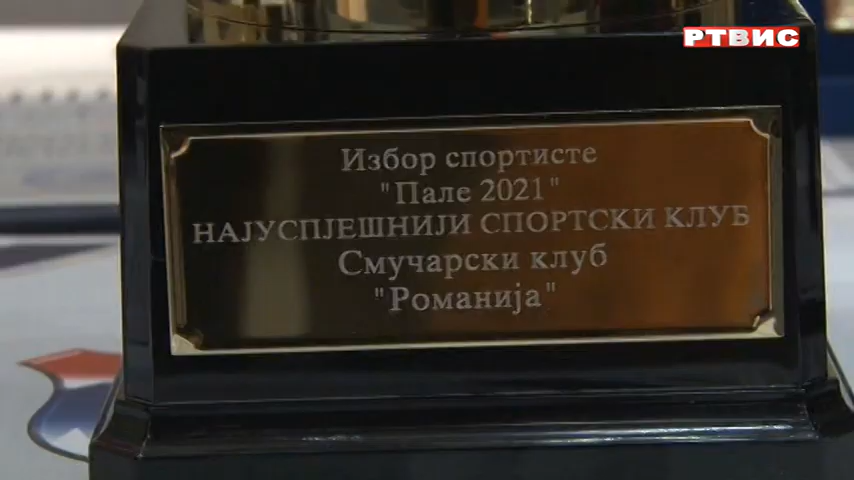 РТВИС
Избор спортисте
"Пале 2021"
НАЈУСПЈЕШНИЈИ СПОРТСКИ КЛУБ
Смучарски клуб
"Романија"